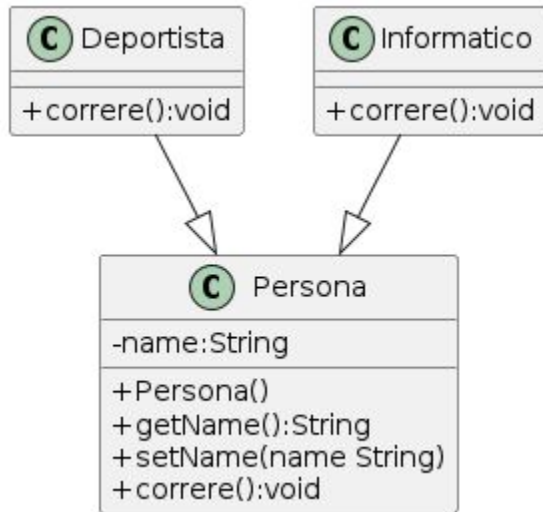 C Deportista
+correre():void
C Informatico
+correre():void
C Persona
-name:String
+Persona()
+getName():String
+setName(name String)
+correre():void